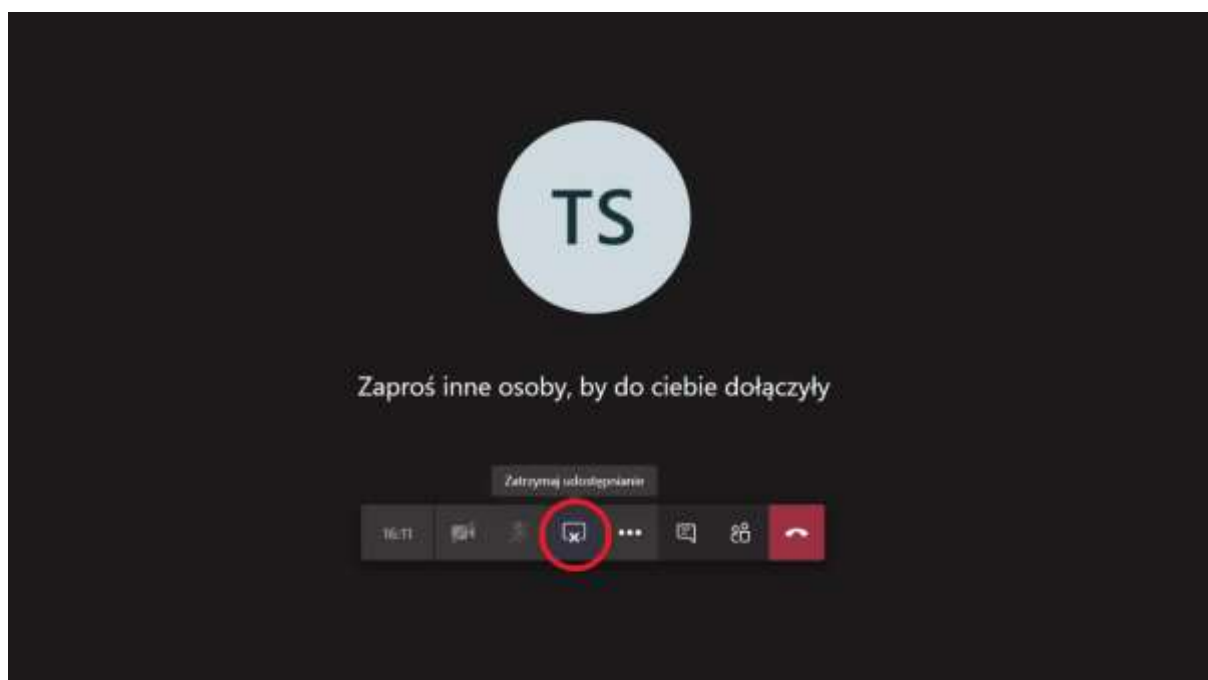 TS
Zaproś inne osoby, by do ciebie dołączyły
Zatrzymaj udostępnianie
16:11